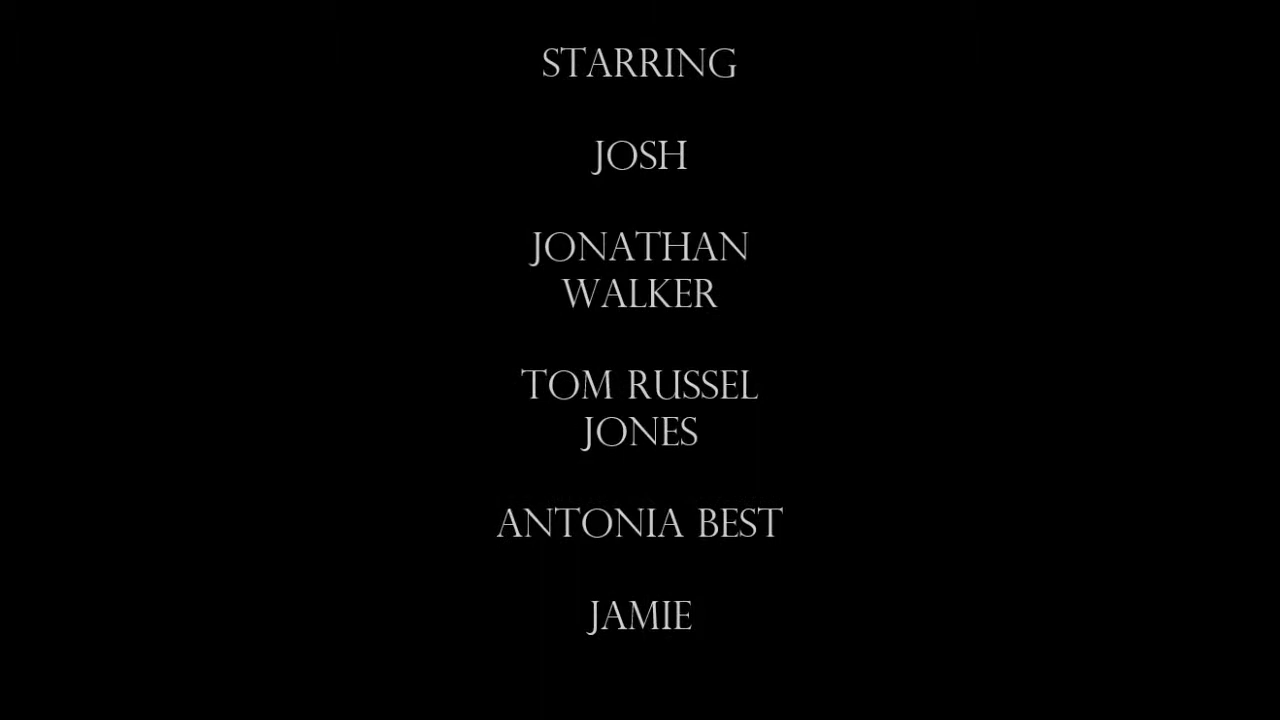 STARRING
JOSH
JONATHAN
WALKER
TOM RUSSEL
JONES
ANTONIA BEST
JAMIE